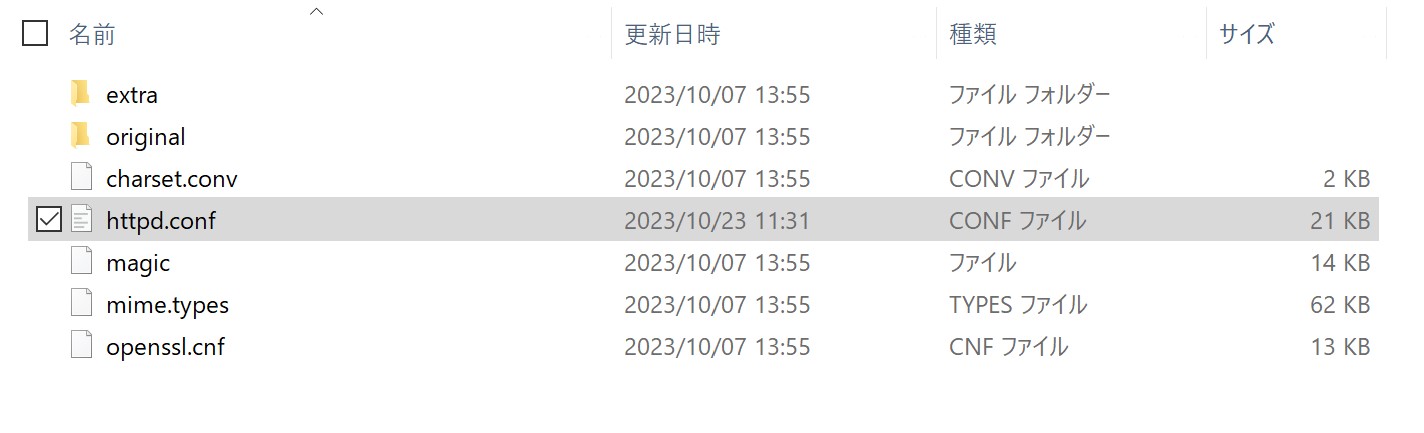 名前 更新日時 種類 サイズ
extra 2023/10/07 13:55 ファイル フォルダー
original 2023/10/07 13:55 ファイル フォルダー
charset.conv 2023/10/07 13:55 CONV ファイル 2 KB
httpd.conf 2023/10/23 11:31 CONF ファイル 21 KB
magic 2023/10/07 13:55 ファイル 14 KB
mime.types 2023/10/07 13:55 TYPES ファイル 62 KB
openssl.cnf 2023/10/07 13:55 CNF ファイル 13 KB